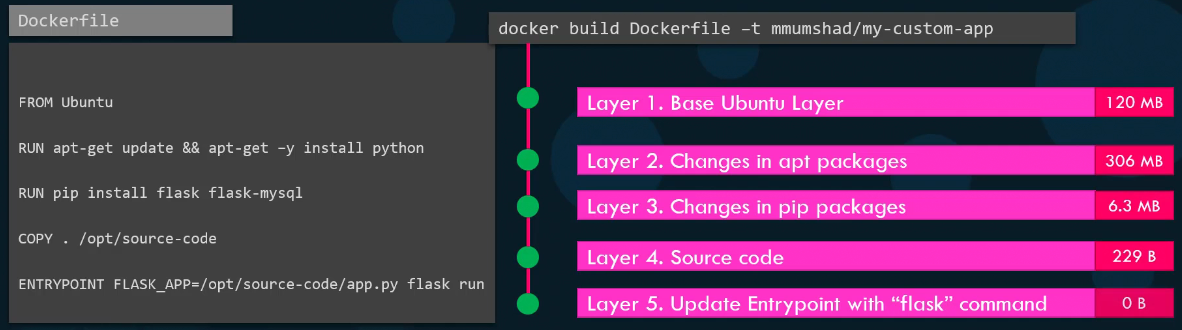 Dockerfile
docker build Dockerfile –t mmumshad/my-custom-app
FROM Ubuntu
RUN apt-get update && apt-get –y install python
RUN pip install flask flask-mysql
COPY . /opt/source-code
ENTRYPOINT FLASK_APP=/opt/source-code/app.py flask run
Layer 1. Base Ubuntu Layer 120 MB
Layer 2. Changes in apt packages 306 MB
Layer 3. Changes in pip packages 6.3 MB
Layer 4. Source code 229 B
Layer 5. Update Entrypoint with “flask” command 0 B